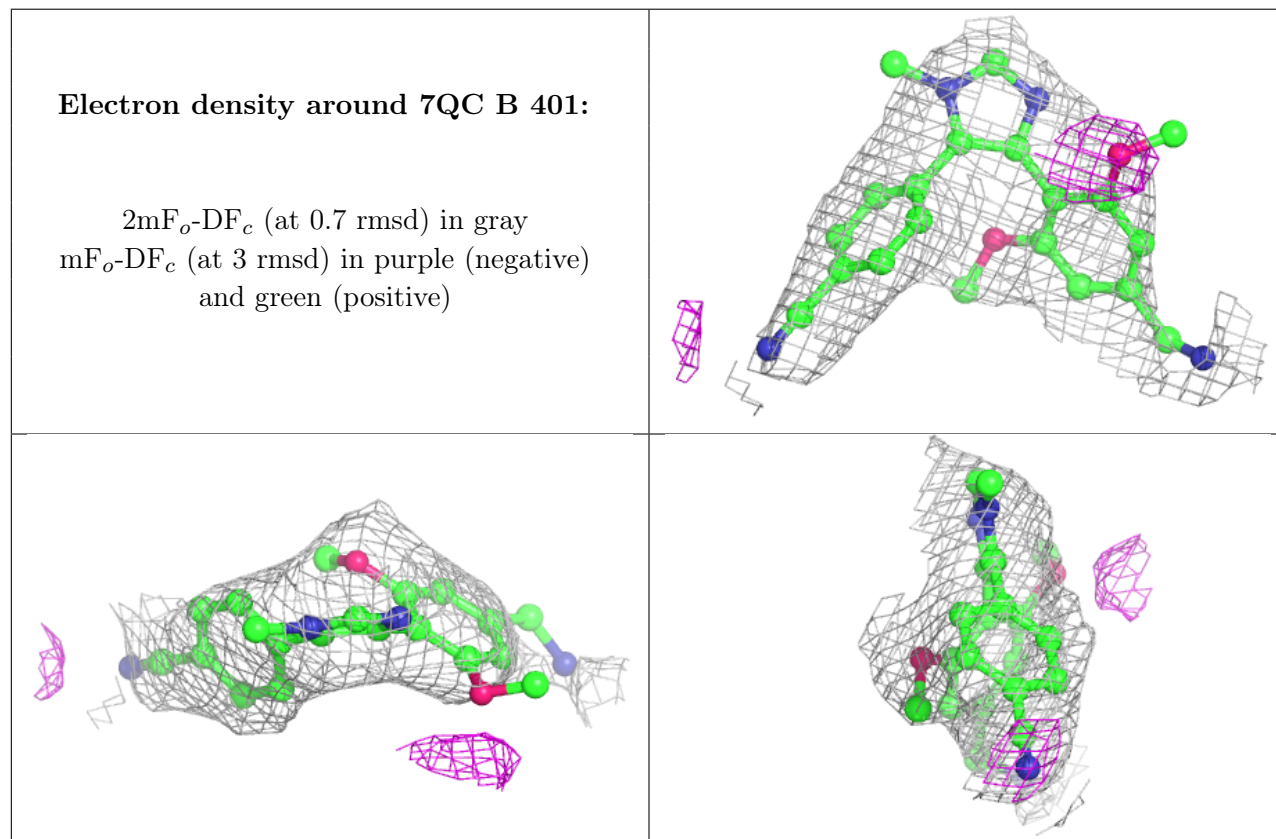 Electron density around 7QC B 401:
2mFo-DFc (at 0.7 rmsd) in gray
mFo-DFc (at 3 rmsd) in purple (negative)
and green (positive)